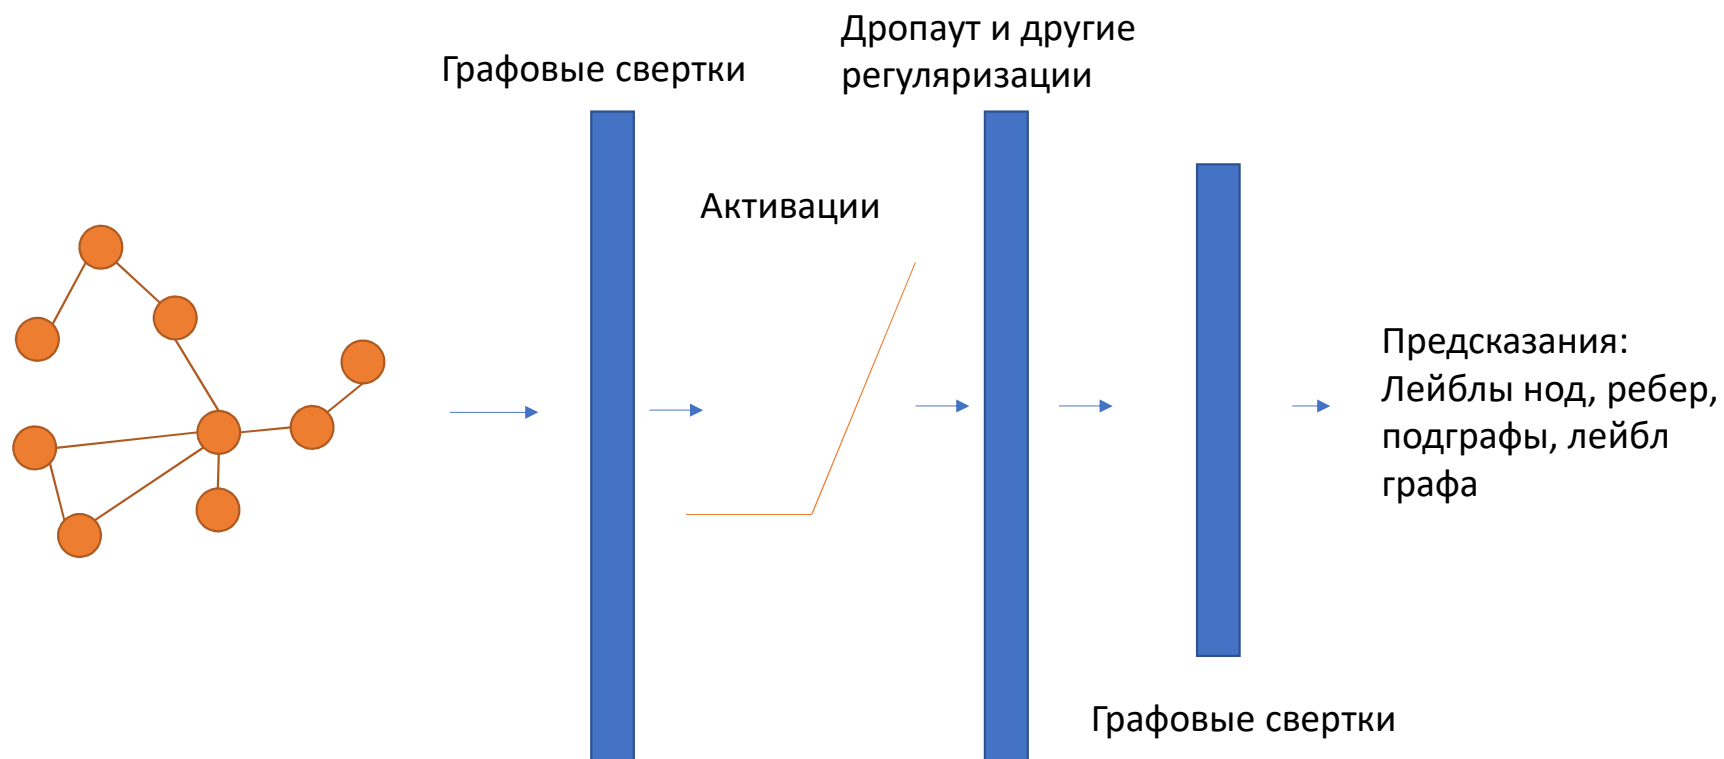 Графовые свертки
Дропаут и другие
регуляризации
Активации
Предсказания:
Лейблы нод, ребер,
подграфы, лейбл
графа
Графовые свертки